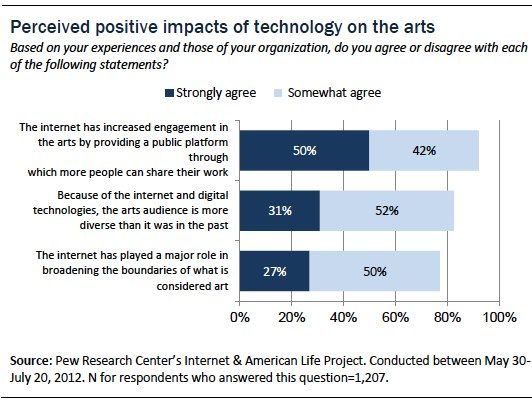 Perceived positive impacts of technology on the arts
Based on your experiences and those of your organization, do you agree or disagree with each
of the following statements?
Strongly agree Somewhat agree
The internet has increased engagement in
the arts by providing a public platform
through
which more people can share their work
50% 42%
Because of the internet and digital
technologies, the arts audience is more
diverse than it was in the past
31% 52%
The internet has played a major role in
broadening the boundaries of what is
considered art
27% 50%
0% 20% 40% 60% 80% 100%
Source: Pew Research Center's Internet & American Life Project. Conducted between May 30-
July 20, 2012. N for respondents who answered this question=1,207.